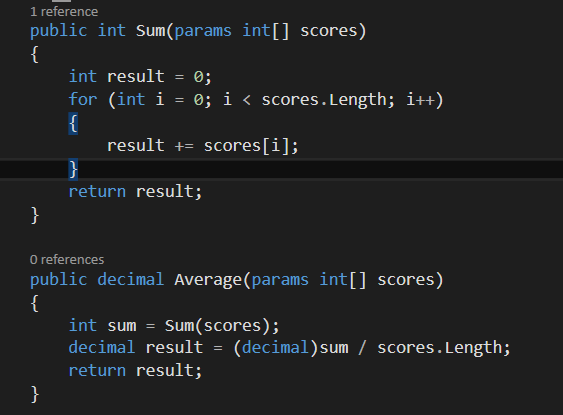 1 reference
public int Sum(params int[] scores)
{
    int result = 0;
    for (int i = 0; i < scores.Length; i++)
    {
        result += scores[i];
    }
    return result;
}
0 references
public decimal Average(params int[] scores)
{
    int sum = Sum(scores);
    decimal result = (decimal)sum / scores.Length;
    return result;
}